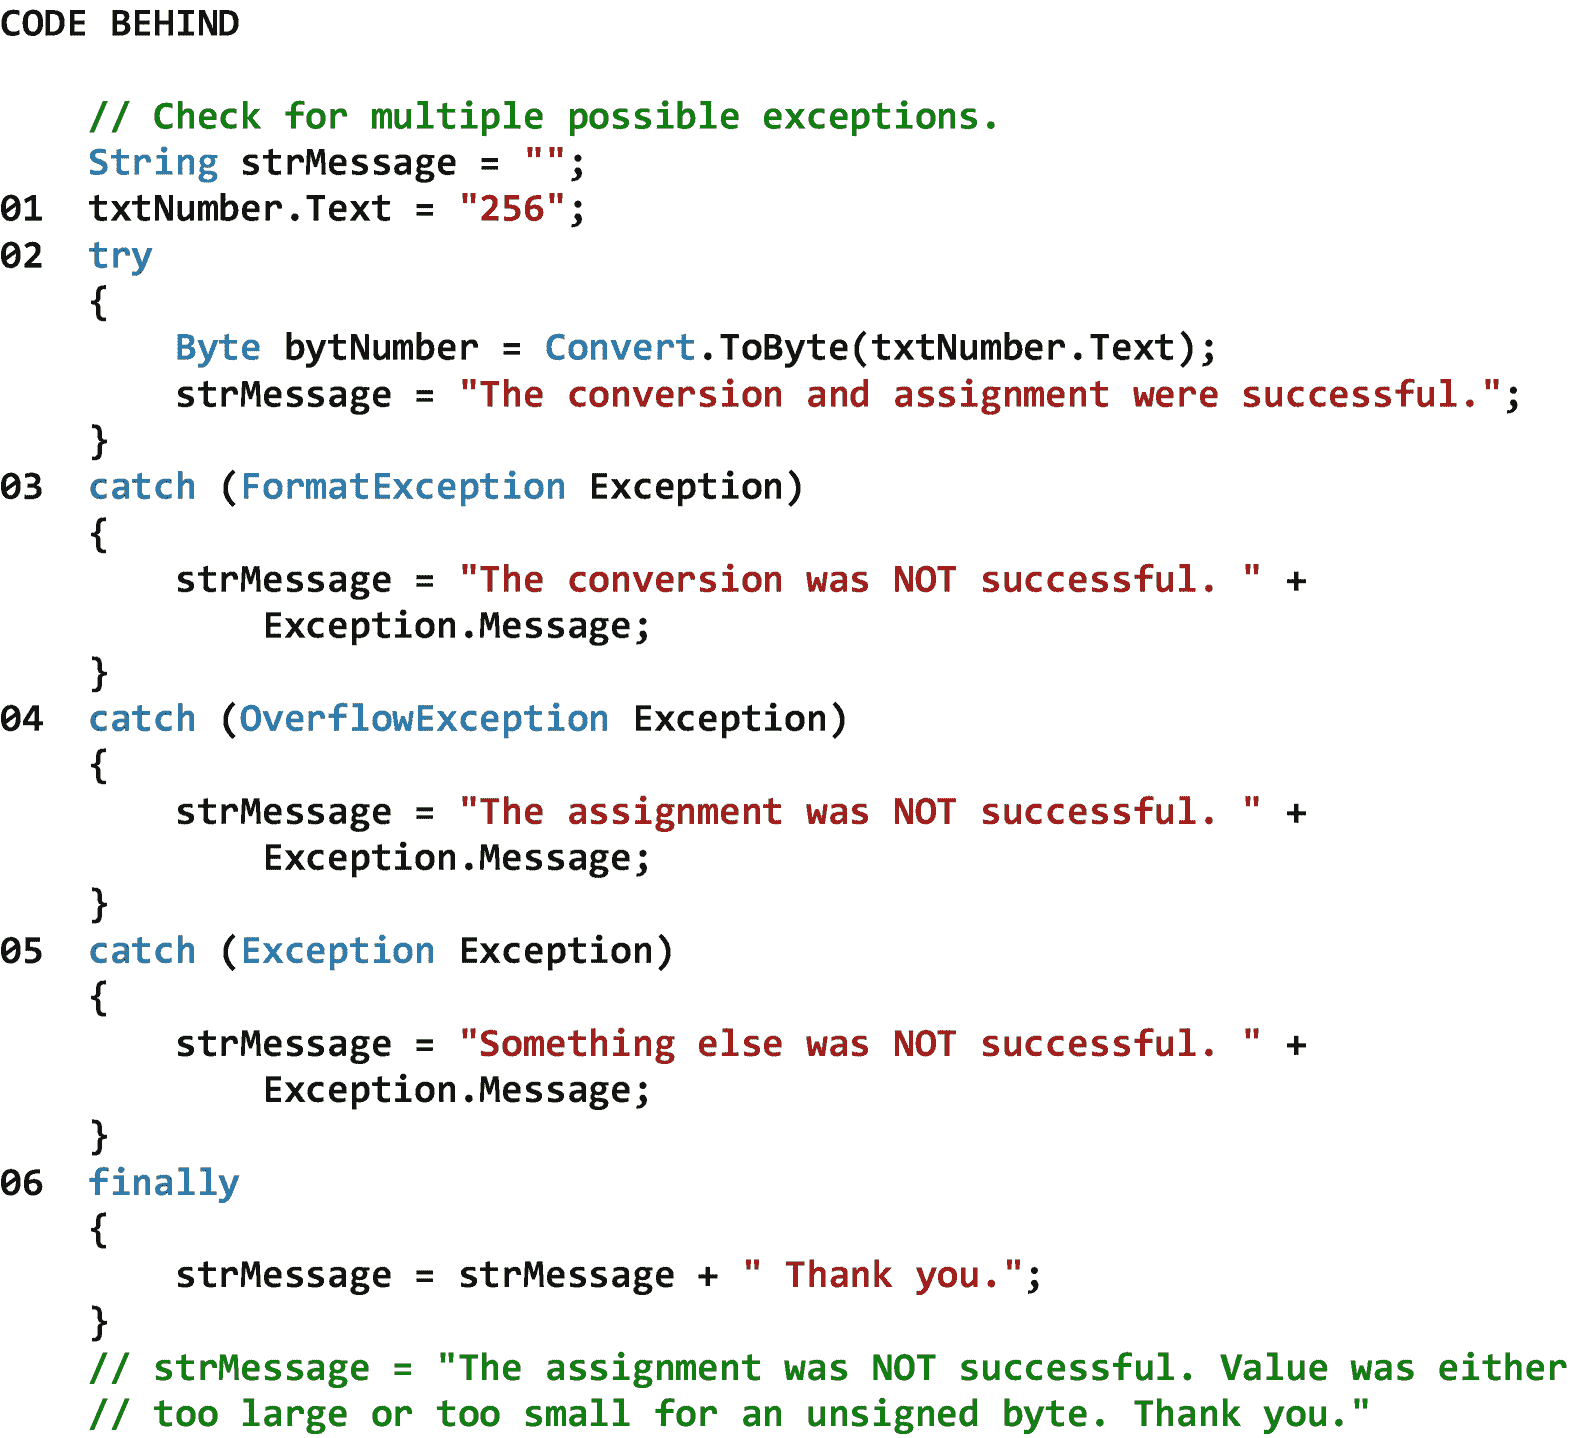 CODE BEHIND
// Check for multiple possible exceptions.
String strMessage = "";
01 txtNumber.Text = "256";
02 try
{
Byte bytNumber = Convert.ToByte(txtNumber.Text);
strMessage = "The conversion and assignment were successful.";
}
03 catch (FormatException Exception)
{
strMessage = "The conversion was NOT successful. " +
Exception.Message;
}
04 catch (OverflowException Exception)
{
strMessage = "The assignment was NOT successful. " +
Exception.Message;
}
05 catch (Exception Exception)
{
strMessage = "Something else was NOT successful. " +
Exception.Message;
}
06 finally
{
strMessage = strMessage + " Thank you.";
}
// strMessage = "The assignment was NOT successful. Value was either
// too large or too small for an unsigned byte. Thank you."